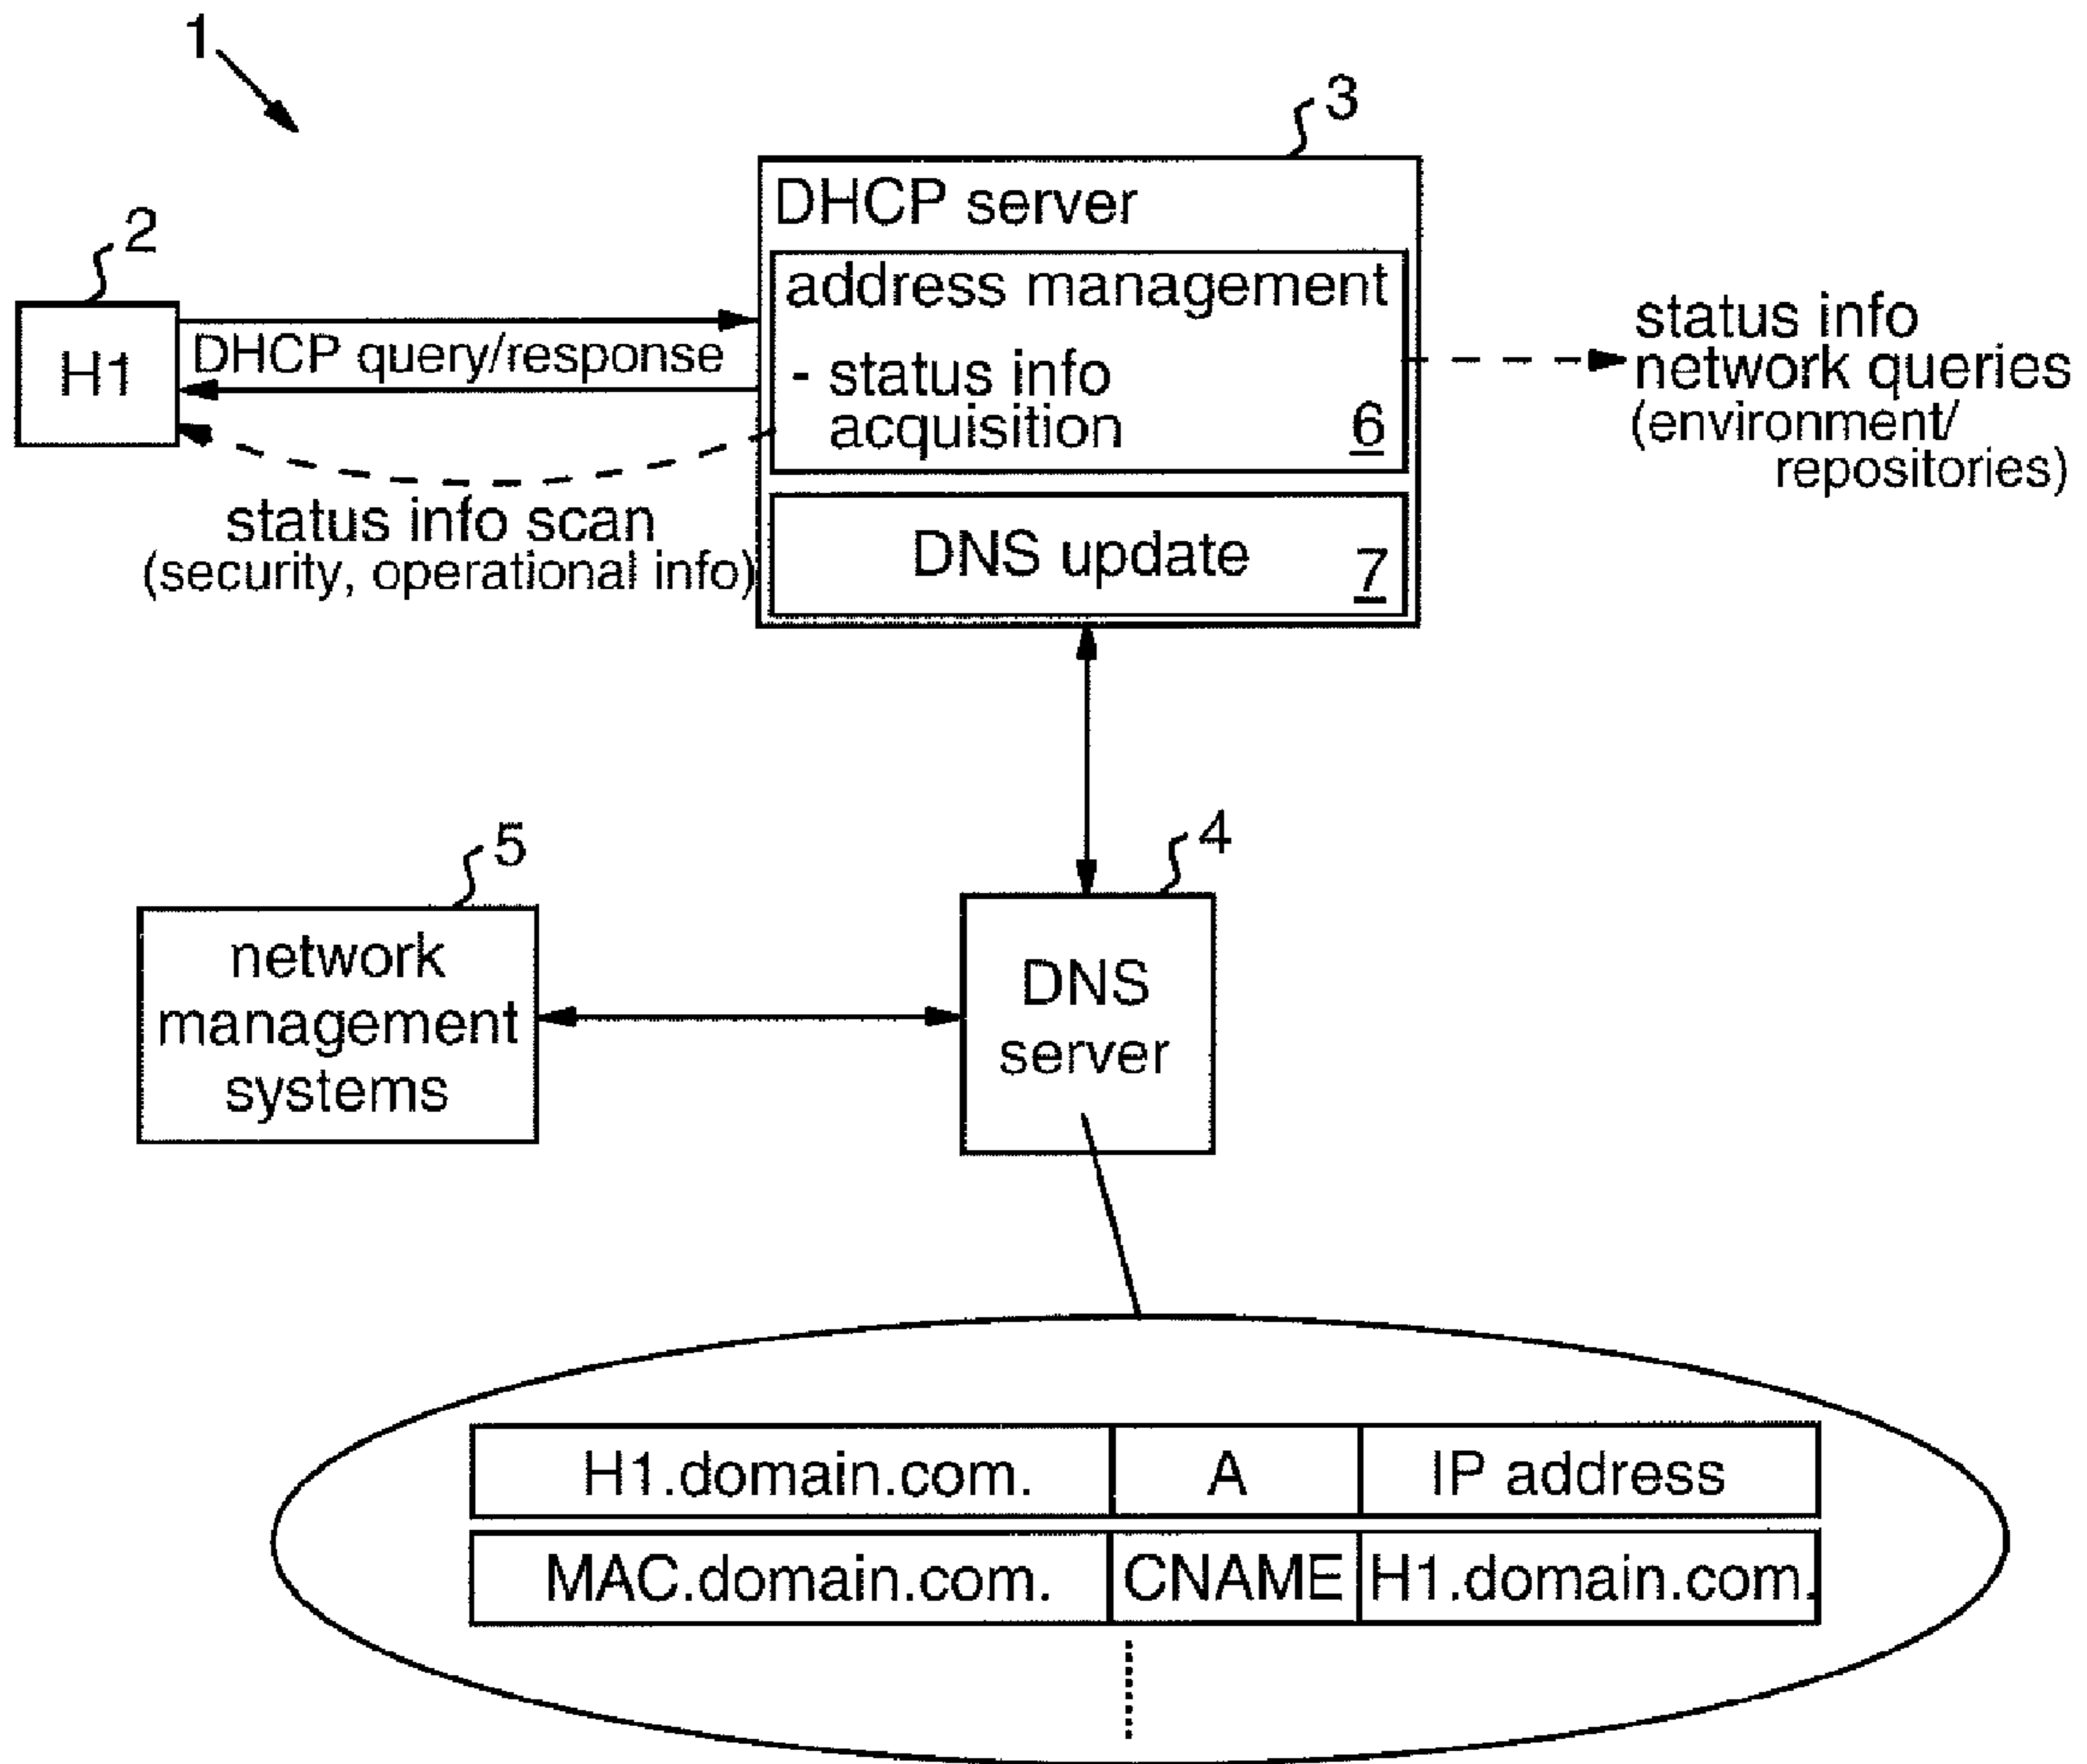 1
3
DHCP server
2
address management
H1
DHCP query/response
- status info
acquisition
6
status info
network queries
(environment/
repositories)
status info scan
(security, operational info)
DNS update
7
5
4
network
management
systems
DNS
server
H1.domain.com. A IP address
MAC.domain.com. CNAME H1.domain.com.